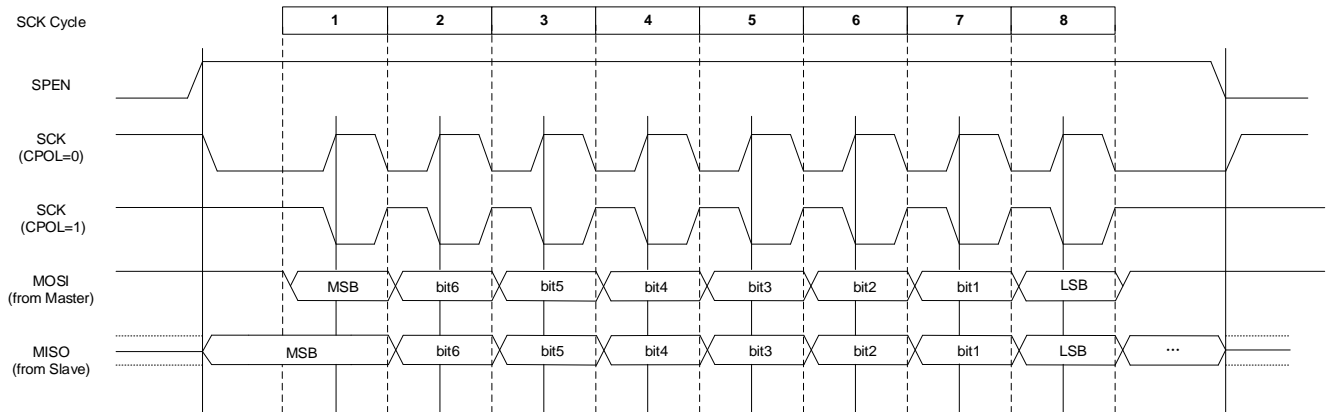 SCK Cycle 1 2 3 4 5 6 7 8
SPEN
SCK
(CPOL=0)
SCK
(CPOL=1)
MOSI
(from Master)
MSB bit6 bit5 bit4 bit3 bit2 bit1 LSB
MISO
(from Slave)
MSB bit6 bit5 bit4 bit3 bit2 bit1 LSB ...